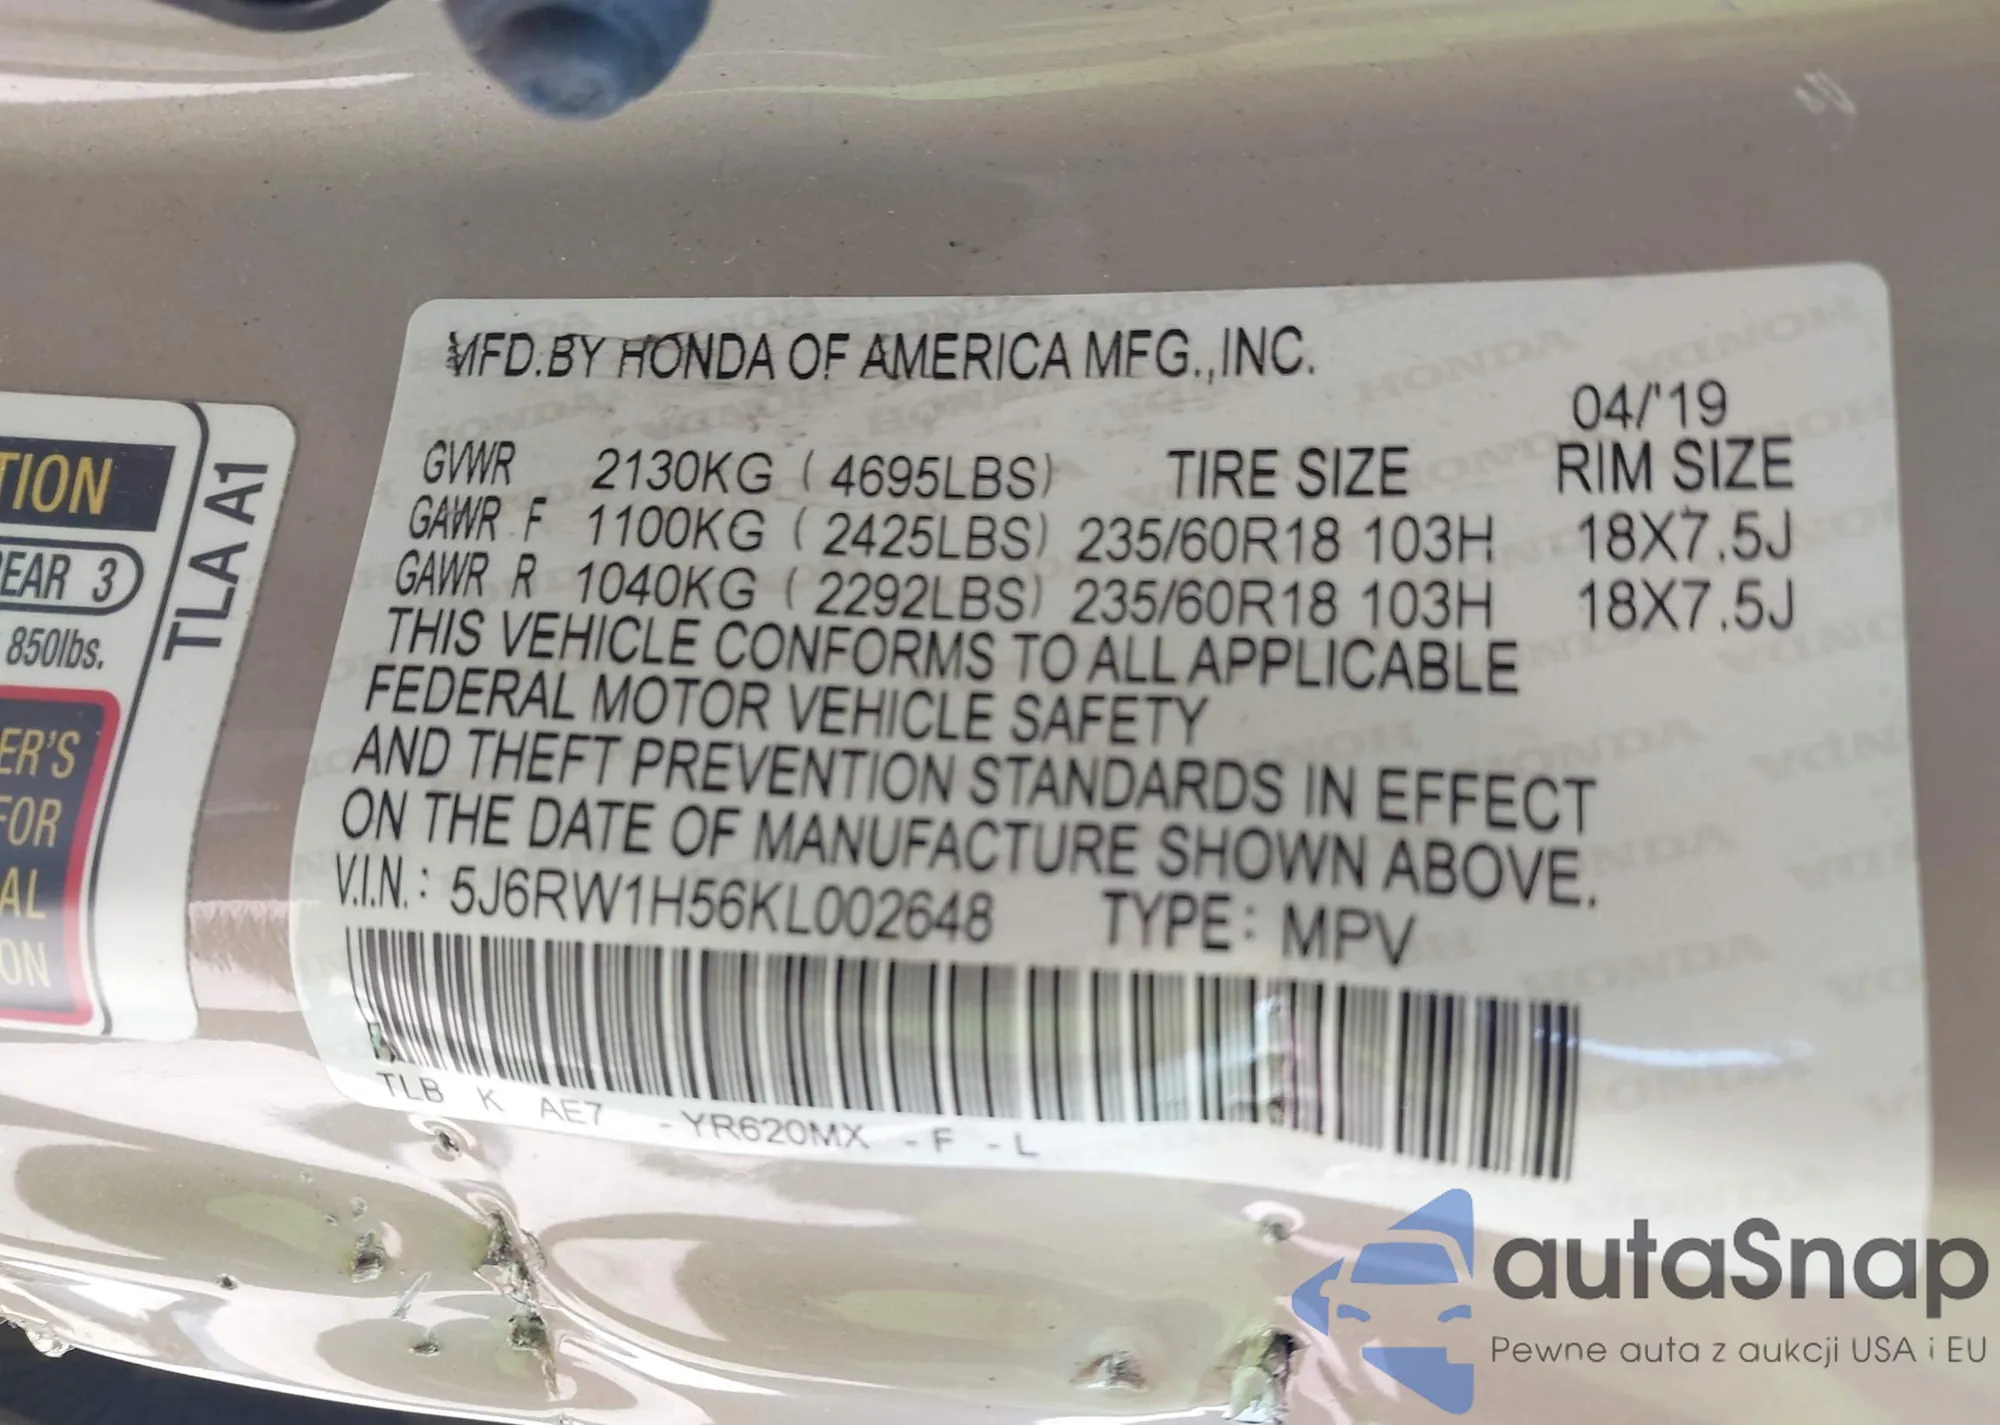 TION
EAR 3
850lbs.
ER'S
FOR
AL
ON
TLA A1
MFD.BY HONDA OF AMERICA MFG.,INC.
04/'19
GVWR 2130KG ( 4695LBS) TIRE SIZE RIM SIZE
GAWR F 1100KG ( 2425LBS) 235/60R18 103H 18X7.5J
GAWR R 1040KG ( 2292LBS) 235/60R18 103H 18X7.5J
THIS VEHICLE CONFORMS TO ALL APPLICABLE
FEDERAL MOTOR VEHICLE SAFETY
AND THEFT PREVENTION STANDARDS IN EFFECT
ON THE DATE OF MANUFACTURE SHOWN ABOVE.
V.I.N.: 5J6RW1H56KL002648 TYPE: MPV
TLB K AE7 - YR620MX - F - L
autaSnap
Pewne auta z aukcji USA i EU